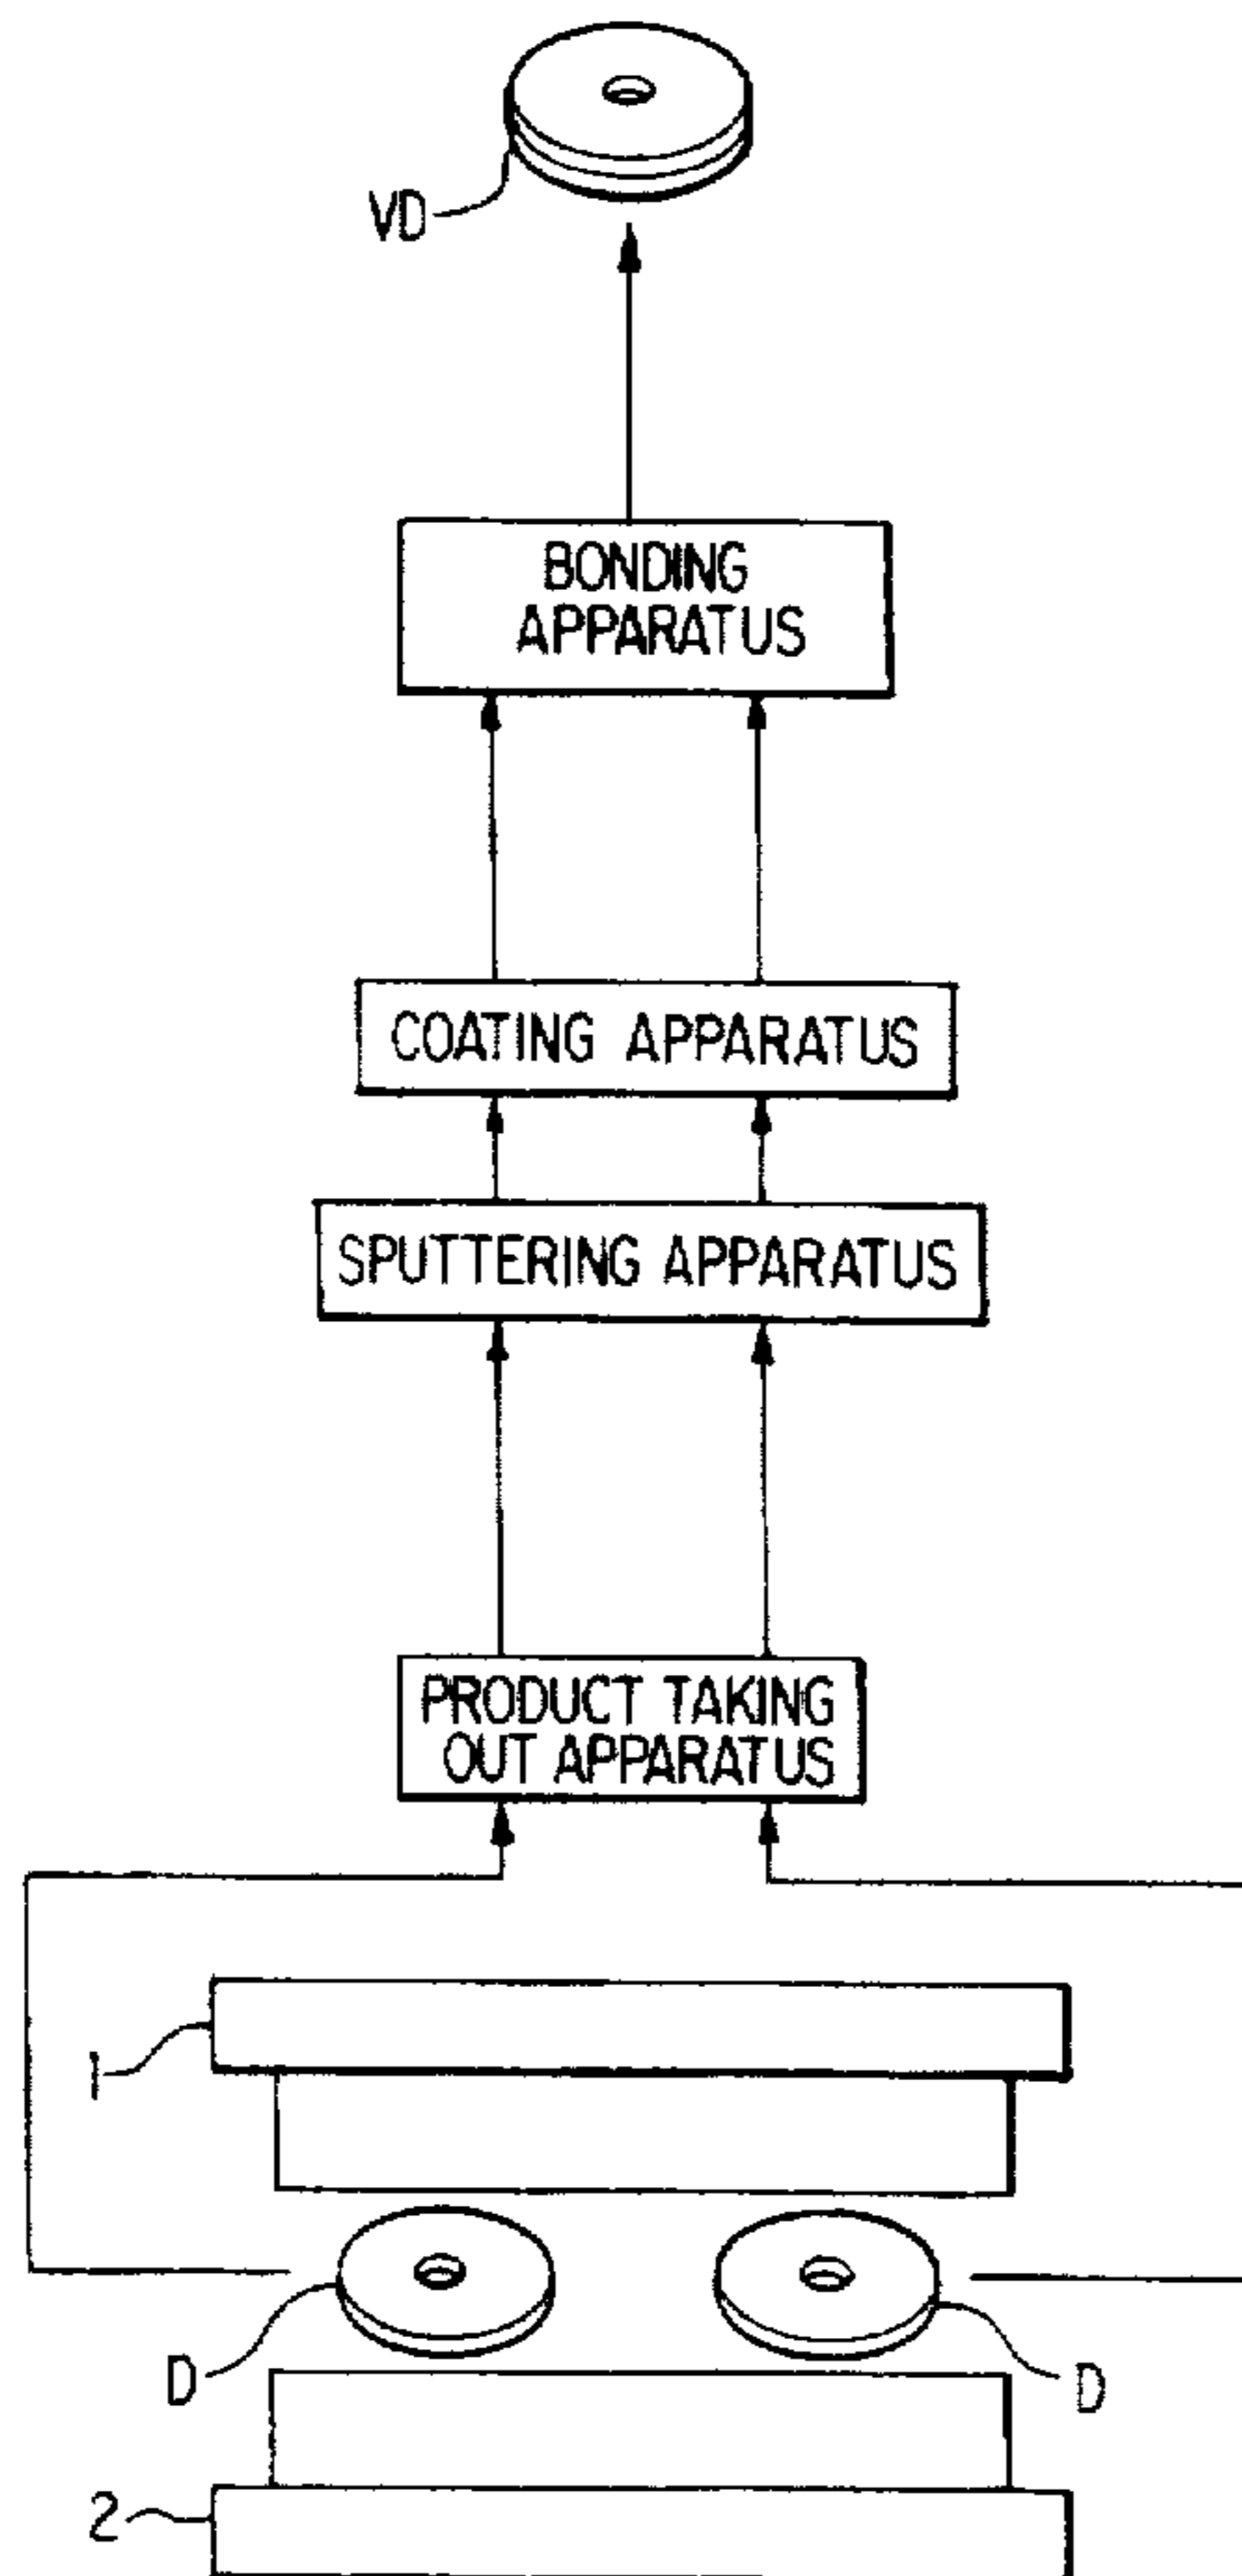 VD
BONDING
APPARATUS
COATING APPARATUS
SPUTTERING APPARATUS
PRODUCT TAKING
OUT APPARATUS
1
D
D
2